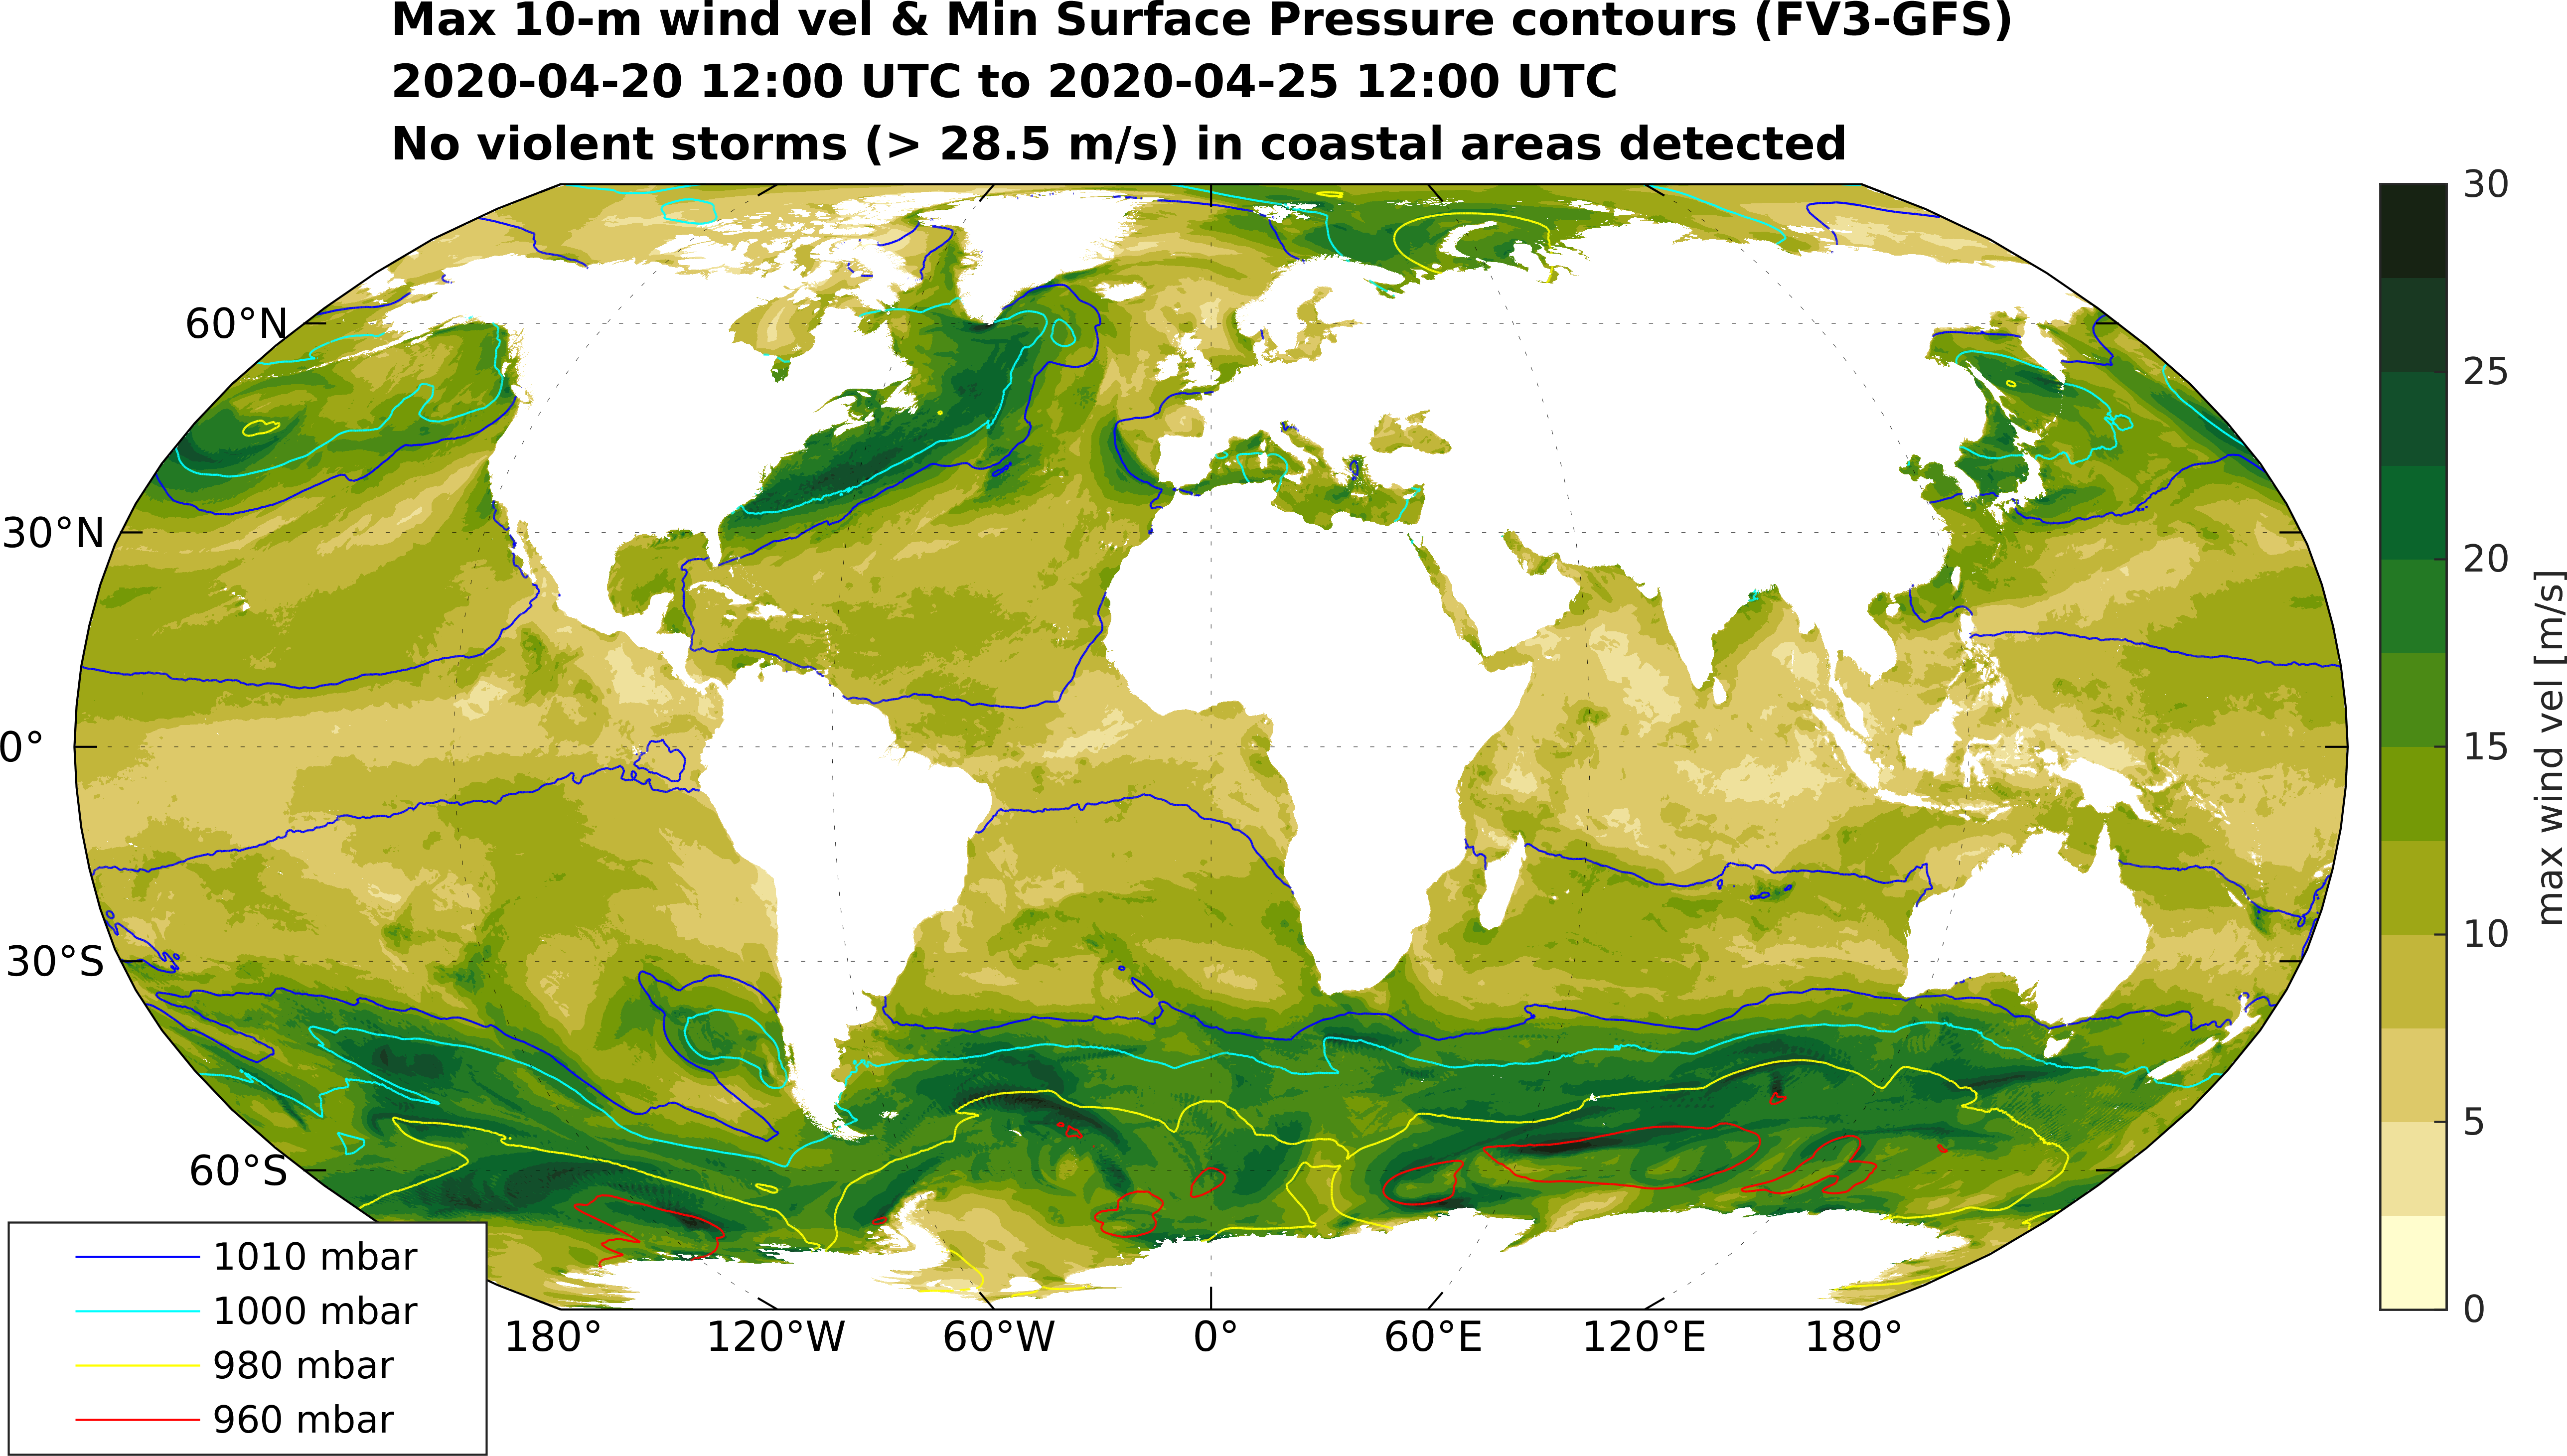 Max 10-m wind vel & Min Surface Pressure contours (FV3-GFS)
2020-04-20 12:00 UTC to 2020-04-25 12:00 UTC
No violent storms (> 28.5 m/s) in coastal areas detected
60°N
30°N
0°
30°S
60°S
180°
120°W
60°W
0°
60°E
120°E
180°
1010 mbar
1000 mbar
980 mbar
960 mbar
30
25
20
15
10
5
0
max wind vel [m/s]